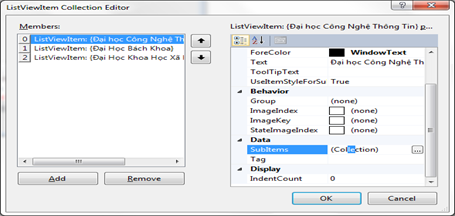 ListViewItem Collection Editor
Members:
ListViewItem: {Đại học Công Nghệ Thông Tin} p...
0 ListViewItem: {Đại học Công Nghệ Th
1 ListViewItem: {Đại Học Bách Khoa}
2 ListViewItem: {Đại Học Khoa Học Xã
ForeColor WindowText
Text Đại học Công Nghệ Th
ToolTipText
UseItemStyleForSu True
Behavior
Group (none)
ImageIndex (none)
ImageKey (none)
StateImageIndex (none)
Data
SubItems (Collection) ...
Tag
Display
IndentCount 0
Add Remove
OK Cancel